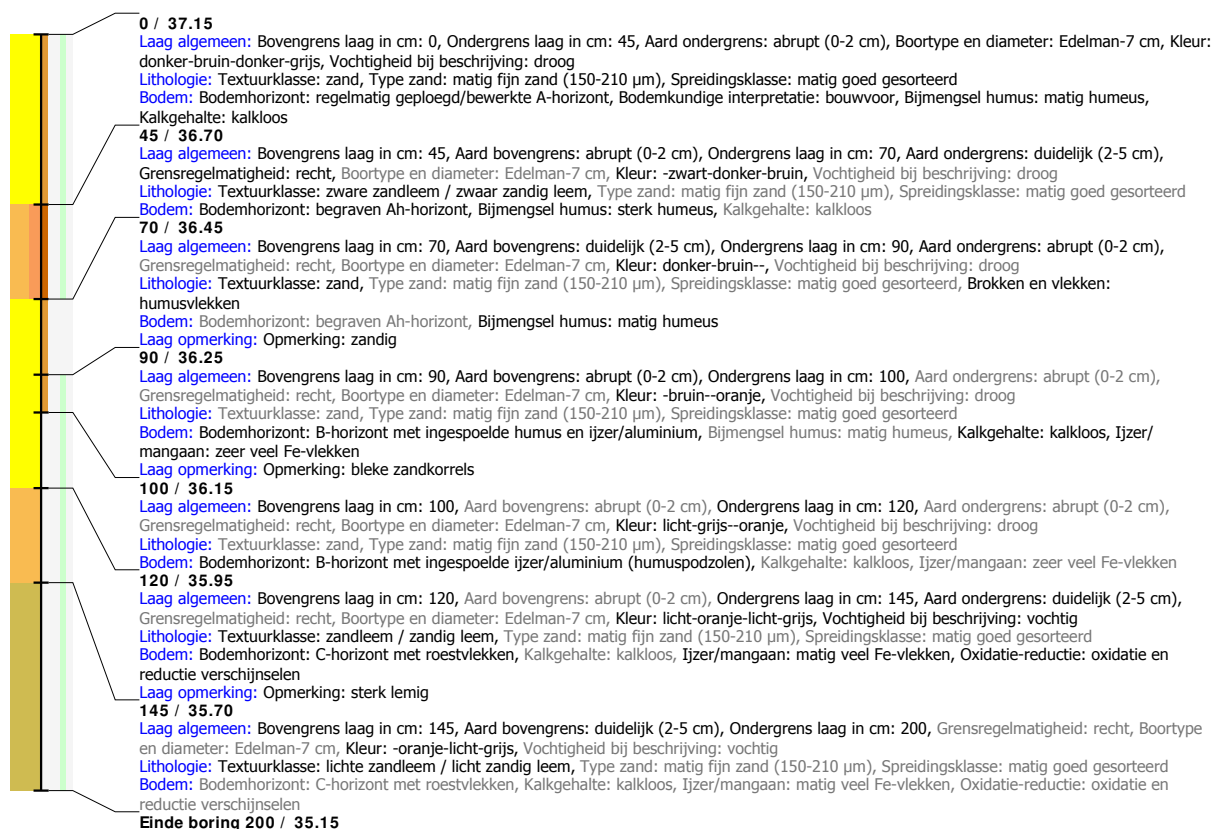 0 / 37.15
Laag algemeen: Bovengrens laag in cm: 0, Ondergrens laag in cm: 45, Aard ondergrens: abrupt (0-2 cm), Boortype en diameter: Edelman-7 cm, Kleur:
donker-bruin-donker-grijs, Vochtigheid bij beschrijving: droog
Lithologie: Textuurklasse: zand, Type zand: matig fijn zand (150-210 µm), Spreidingsklasse: matig goed gesorteerd
Bodem: Bodemhorizont: regelmatig geploegd/bewerkte A-horizont, Bodemkundige interpretatie: bouwvoor, Bijmengsel humus: matig humeus,
Kalkgehalte: kalkloos
45 / 36.70
Laag algemeen: Bovengrens laag in cm: 45, Aard bovengrens: abrupt (0-2 cm), Ondergrens laag in cm: 70, Aard ondergrens: duidelijk (2-5 cm),
Grensregelmatigheid: recht, Boortype en diameter: Edelman-7 cm, Kleur: -zwart-donker-bruin, Vochtigheid bij beschrijving: droog
Lithologie: Textuurklasse: zware zandleem / zwaar zandig leem, Type zand: matig fijn zand (150-210 µm), Spreidingsklasse: matig goed gesorteerd
Bodem: Bodemhorizont: begraven Ah-horizont, Bijmengsel humus: sterk humeus, Kalkgehalte: kalkloos
70 / 36.45
Laag algemeen: Bovengrens laag in cm: 70, Aard bovengrens: duidelijk (2-5 cm), Ondergrens laag in cm: 90, Aard ondergrens: abrupt (0-2 cm),
Grensregelmatigheid: recht, Boortype en diameter: Edelman-7 cm, Kleur: donker-bruin--, Vochtigheid bij beschrijving: droog
Lithologie: Textuurklasse: zand, Type zand: matig fijn zand (150-210 µm), Spreidingsklasse: matig goed gesorteerd, Brokken en vlekken:
humusvlekken
Bodem: Bodemhorizont: begraven Ah-horizont, Bijmengsel humus: matig humeus
Laag opmerking: Opmerking: zandig
90 / 36.25
Laag algemeen: Bovengrens laag in cm: 90, Aard bovengrens: abrupt (0-2 cm), Ondergrens laag in cm: 100, Aard ondergrens: abrupt (0-2 cm),
Grensregelmatigheid: recht, Boortype en diameter: Edelman-7 cm, Kleur: -bruin--oranje, Vochtigheid bij beschrijving: droog
Lithologie: Textuurklasse: zand, Type zand: matig fijn zand (150-210 µm), Spreidingsklasse: matig goed gesorteerd
Bodem: Bodemhorizont: B-horizont met ingespoelde humus en ijzer/aluminium, Bijmengsel humus: matig humeus, Kalkgehalte: kalkloos, Ijzer/
mangaan: zeer veel Fe-vlekken
Laag opmerking: Opmerking: bleke zandkorrels
100 / 36.15
Laag algemeen: Bovengrens laag in cm: 100, Aard bovengrens: abrupt (0-2 cm), Ondergrens laag in cm: 120, Aard ondergrens: abrupt (0-2 cm),
Grensregelmatigheid: recht, Boortype en diameter: Edelman-7 cm, Kleur: licht-grijs--oranje, Vochtigheid bij beschrijving: droog
Lithologie: Textuurklasse: zand, Type zand: matig fijn zand (150-210 µm), Spreidingsklasse: matig goed gesorteerd
Bodem: Bodemhorizont: B-horizont met ingespoelde ijzer/aluminium (humuspodzolen), Kalkgehalte: kalkloos, Ijzer/mangaan: zeer veel Fe-vlekken
120 / 35.95
Laag algemeen: Bovengrens laag in cm: 120, Aard bovengrens: abrupt (0-2 cm), Ondergrens laag in cm: 145, Aard ondergrens: duidelijk (2-5 cm),
Grensregelmatigheid: recht, Boortype en diameter: Edelman-7 cm, Kleur: licht-oranje-licht-grijs, Vochtigheid bij beschrijving: vochtig
Lithologie: Textuurklasse: zandleem / zandig leem, Type zand: matig fijn zand (150-210 µm), Spreidingsklasse: matig goed gesorteerd
Bodem: Bodemhorizont: C-horizont met roestvlekken, Kalkgehalte: kalkloos, Ijzer/mangaan: matig veel Fe-vlekken, Oxidatie-reductie: oxidatie en
reductie verschijnselen
Laag opmerking: Opmerking: sterk lemig
145 / 35.70
Laag algemeen: Bovengrens laag in cm: 145, Aard bovengrens: duidelijk (2-5 cm), Ondergrens laag in cm: 200, Grensregelmatigheid: recht, Boortype
en diameter: Edelman-7 cm, Kleur: -oranje-licht-grijs, Vochtigheid bij beschrijving: vochtig
Lithologie: Textuurklasse: lichte zandleem / licht zandig leem, Type zand: matig fijn zand (150-210 µm), Spreidingsklasse: matig goed gesorteerd
Bodem: Bodemhorizont: C-horizont met roestvlekken, Kalkgehalte: kalkloos, Ijzer/mangaan: matig veel Fe-vlekken, Oxidatie-reductie: oxidatie en
reductie verschijnselen
Einde boring 200 / 35.15